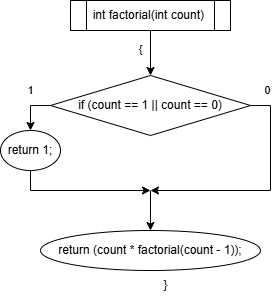 int factorial(int count)
{
1
0
if (count == 1 || count == 0)
return 1;
return (count * factorial(count - 1));
}